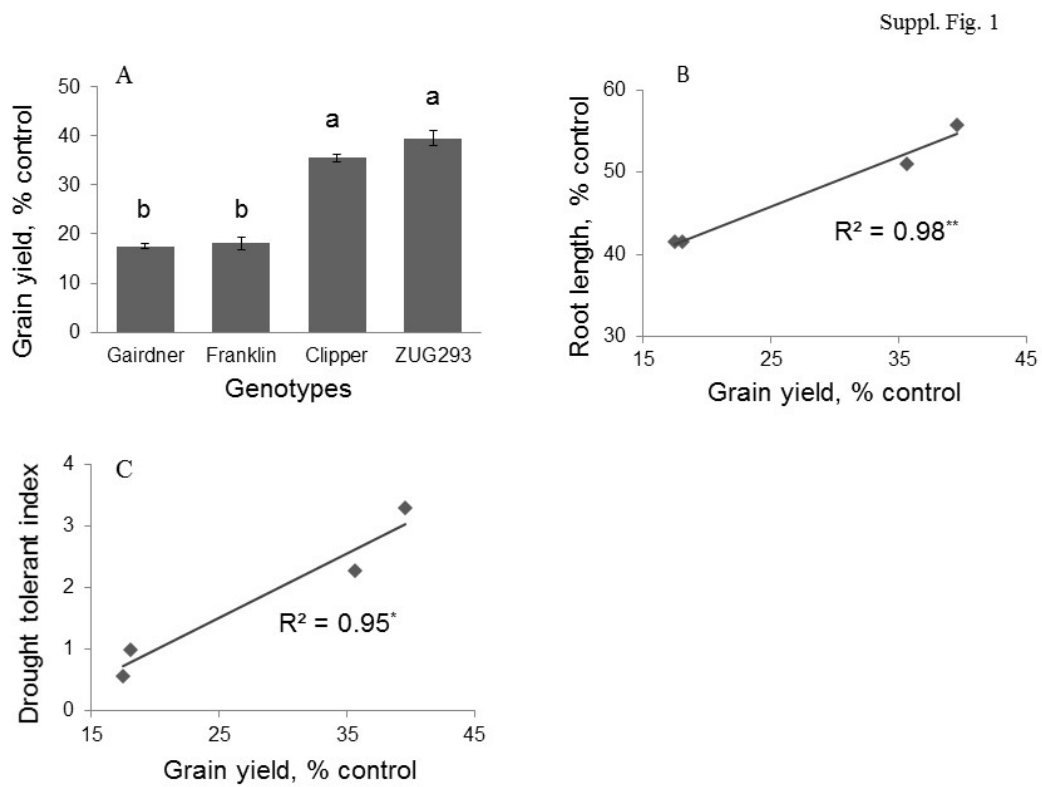 Suppl. Fig. 1
A
Grain yield, % control
50
40
30
20
10
0
b
b
a
a
Gairdner Franklin Clipper ZUG293
Genotypes
B
Root length, % control
60
50
40
30
R² = 0.98**
15 25 35 45
Grain yield, % control
C
Drought tolerant index
4
3
2
1
0
R² = 0.95*
15 25 35 45
Grain yield, % control